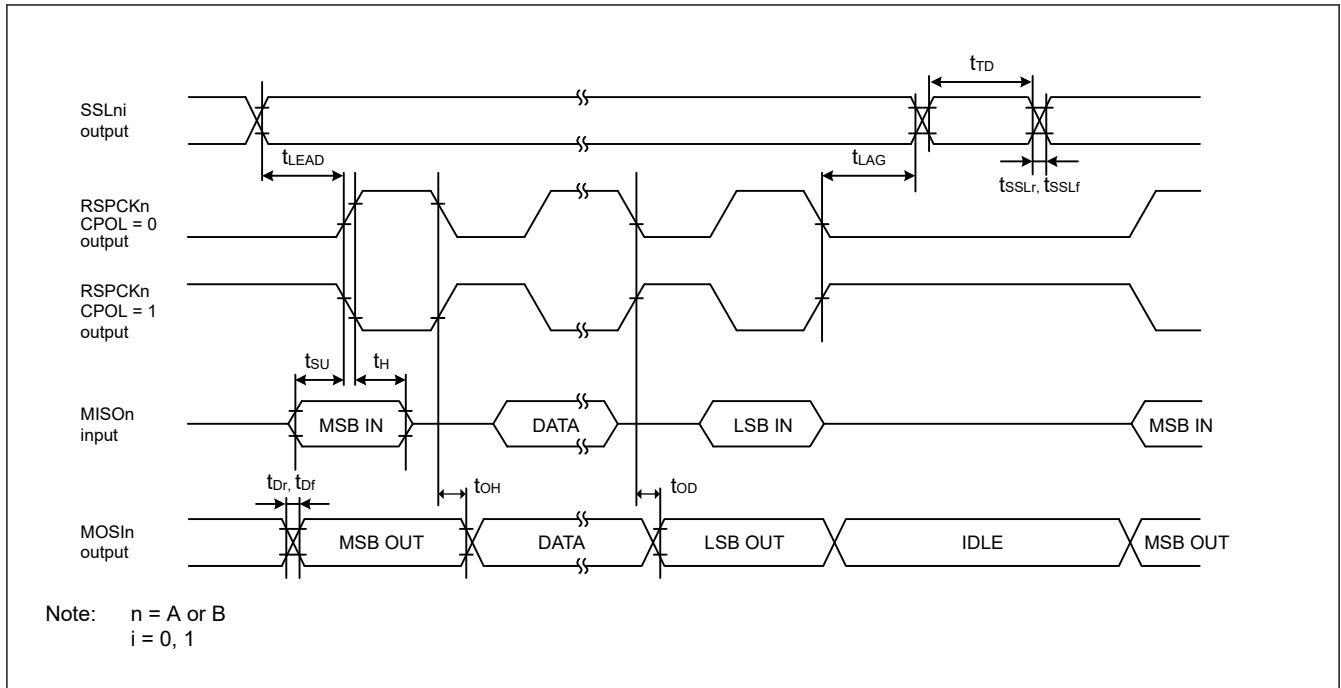 tTD
SSLni
output
tLEAD
tLAG
tSSLr, tSSLf
RSPCKn
CPOL = 0
output
RSPCKn
CPOL = 1
output
tSU
tH
MISOn
input
MSB IN
DATA
LSB IN
MSB IN
tDr, tDf
tOH
tOD
MOSIn
output
MSB OUT
DATA
LSB OUT
IDLE
MSB OUT
Note: n = A or B
i = 0, 1